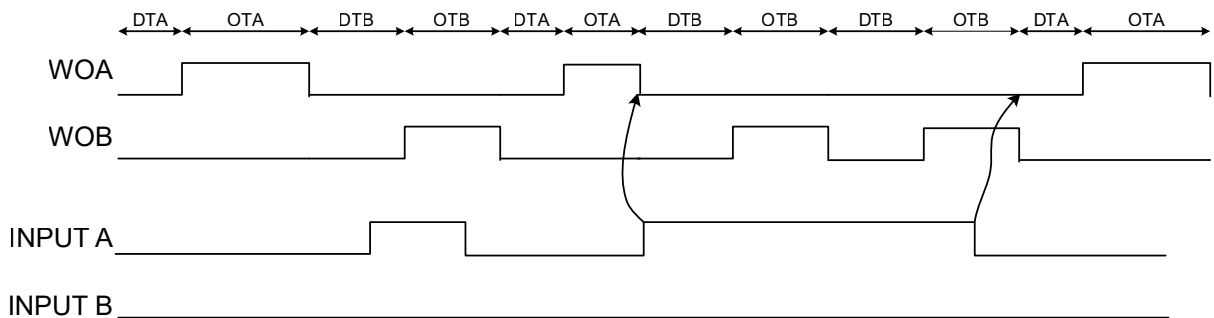 DTA OTA DTB OTB DTA OTA DTB OTB DTB OTB DTA OTA
WOA
WOB
INPUT A
INPUT B